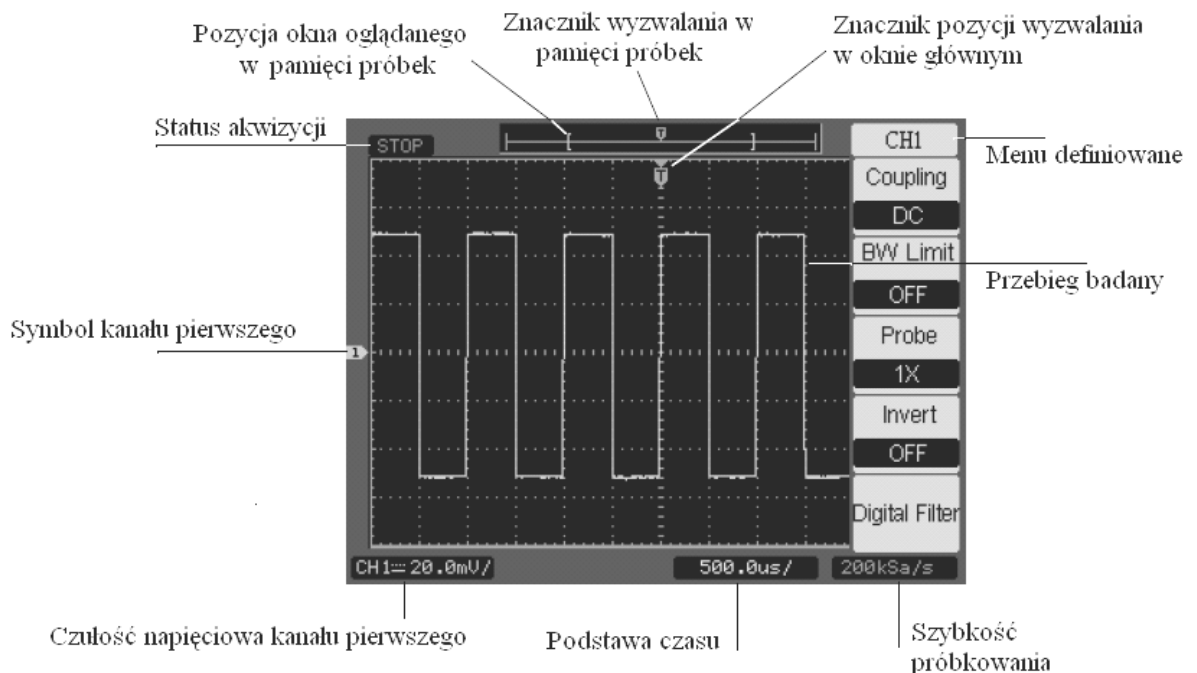 Pozycja okna oglądanego
w pamięci próbek
Znacznik wyzwalania w
pamięci próbek
Znacznik pozycji wyzwalania
w oknie głównym
Status akwizycji
STOP
T
T
CH1
Menu definiowane
Coupling
DC
BW Limit
OFF
Przebieg badany
Symbol kanału pierwszego
1
Probe
1X
Invert
OFF
Digital Filter
CH1 20.0mV/
500.0us/
200kSa/s
Czułość napięciowa kanału pierwszego
Podstawa czasu
Szybkość
próbkowania